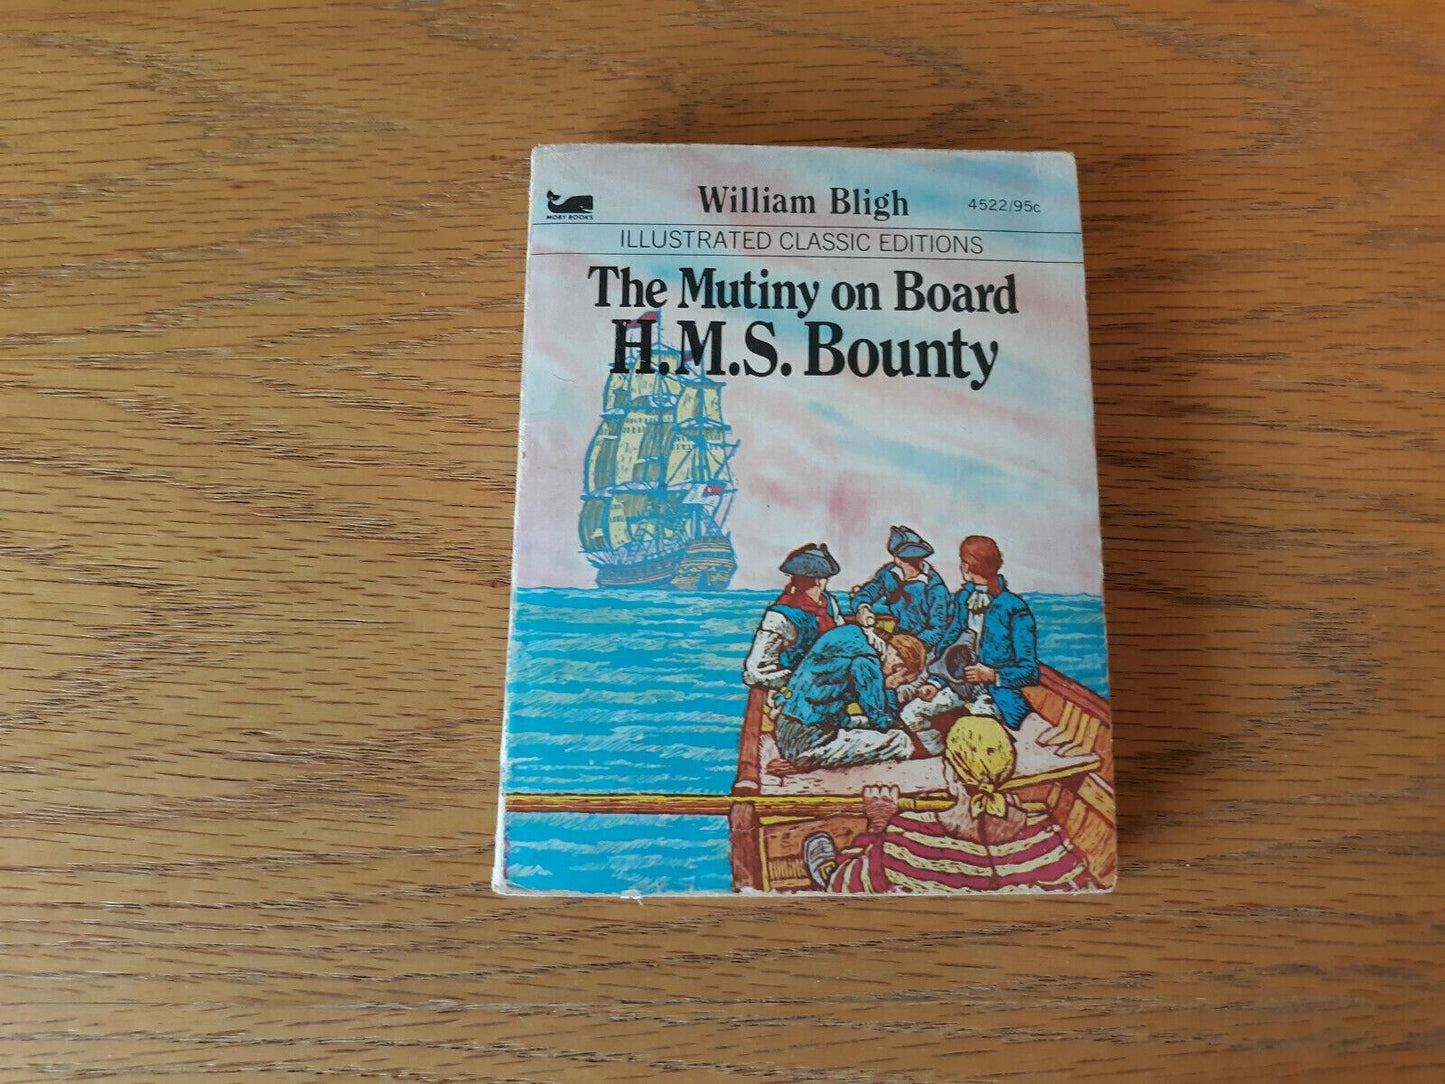 William Bligh
4522/95c
MOBY BOOKS
ILLUSTRATED CLASSIC EDITIONS
The Mutiny on Board
H.M.S. Bounty